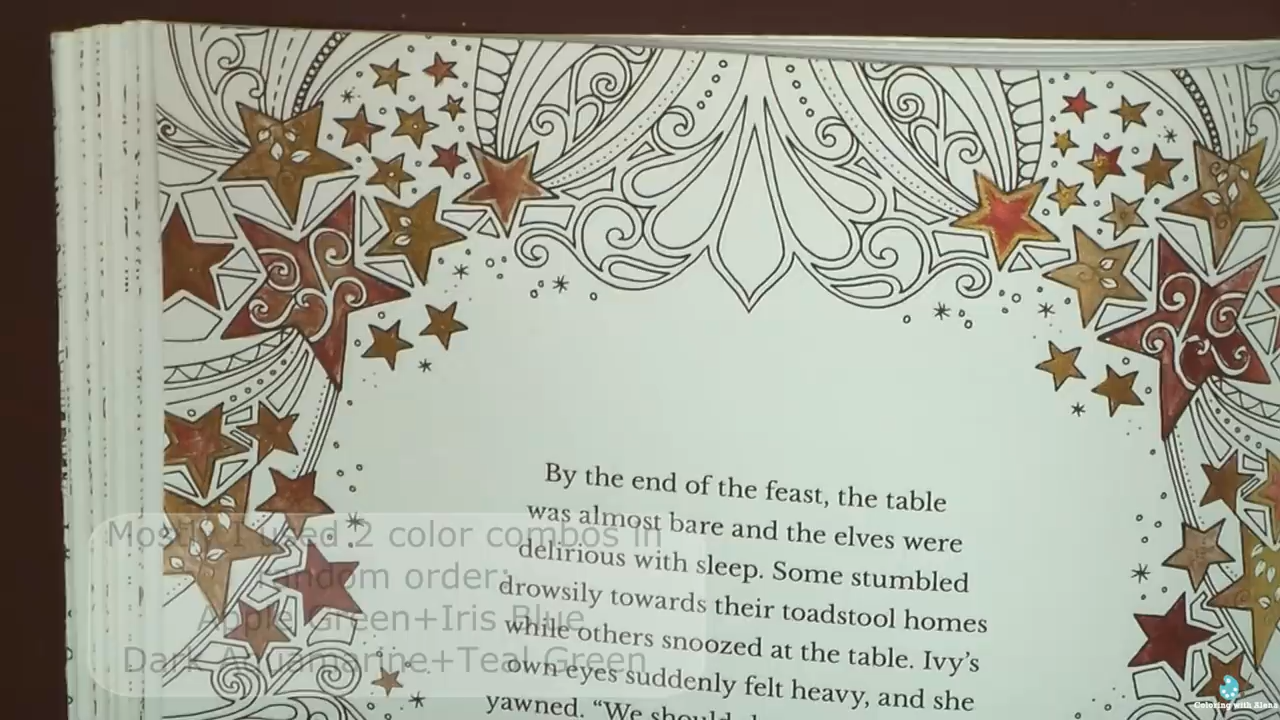 By the end of the feast, the table
was almost bare and the elves were
delirious with sleep. Some stumbled
drowsily towards their toadstool homes
while others snoozed at the table. Ivy's
own eyes suddenly felt heavy, and she
yawned. “We should
Mostly I used 2 color combos in
random order:
Apple Green+Iris Blue
Dark Aquamarine+Teal Green
Coloring with Alena